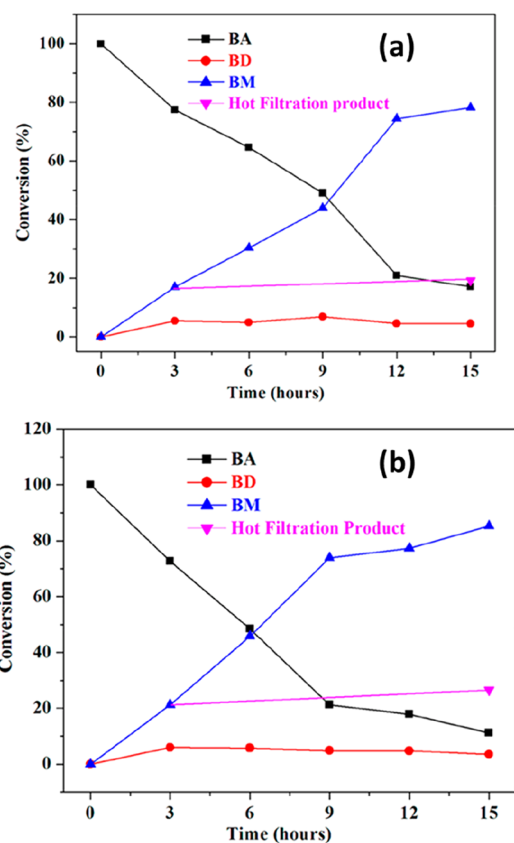 (a)
BA
BD
BM
Hot Filtration product
100
80
60
40
20
0
Conversion (%)
0 3 6 9 12 15
Time (hours)
(b)
BA
BD
BM
Hot Filtration Product
120
100
80
60
40
20
0
Conversion (%)
0 3 6 9 12 15
Time (hours)